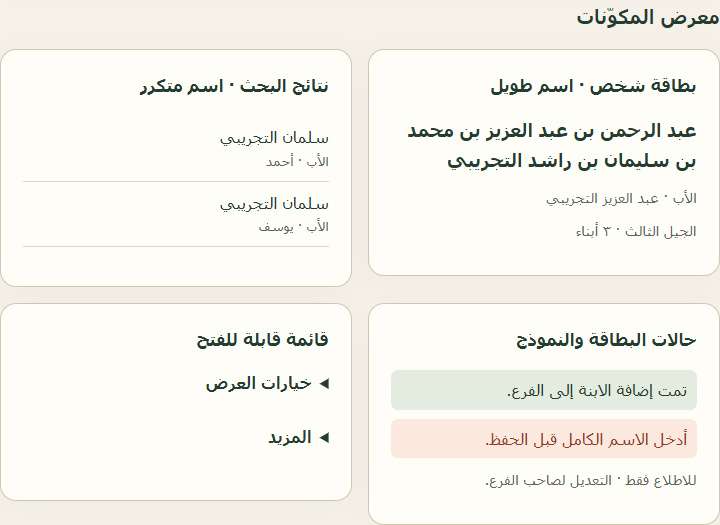 معرض المكوّنات
بطاقة شخص · اسم طويل
عبد الرحمن بن عبد العزيز بن محمد
بن سليمان بن راشد التجريبي
الأب · عبد العزيز التجريبي
الجيل الثالث · ٣ أبناء
نتائج البحث · اسم متكرر
سلمان التجريبي
الأب · أحمد
سلمان التجريبي
الأب · يوسف
حالات البطاقة والنموذج
تمت إضافة الابنة إلى الفرع.
أدخل الاسم الكامل قبل الحفظ.
للاطلاع فقط · التعديل لصاحب الفرع.
قائمة قابلة للفتح
خيارات العرض
المزيد